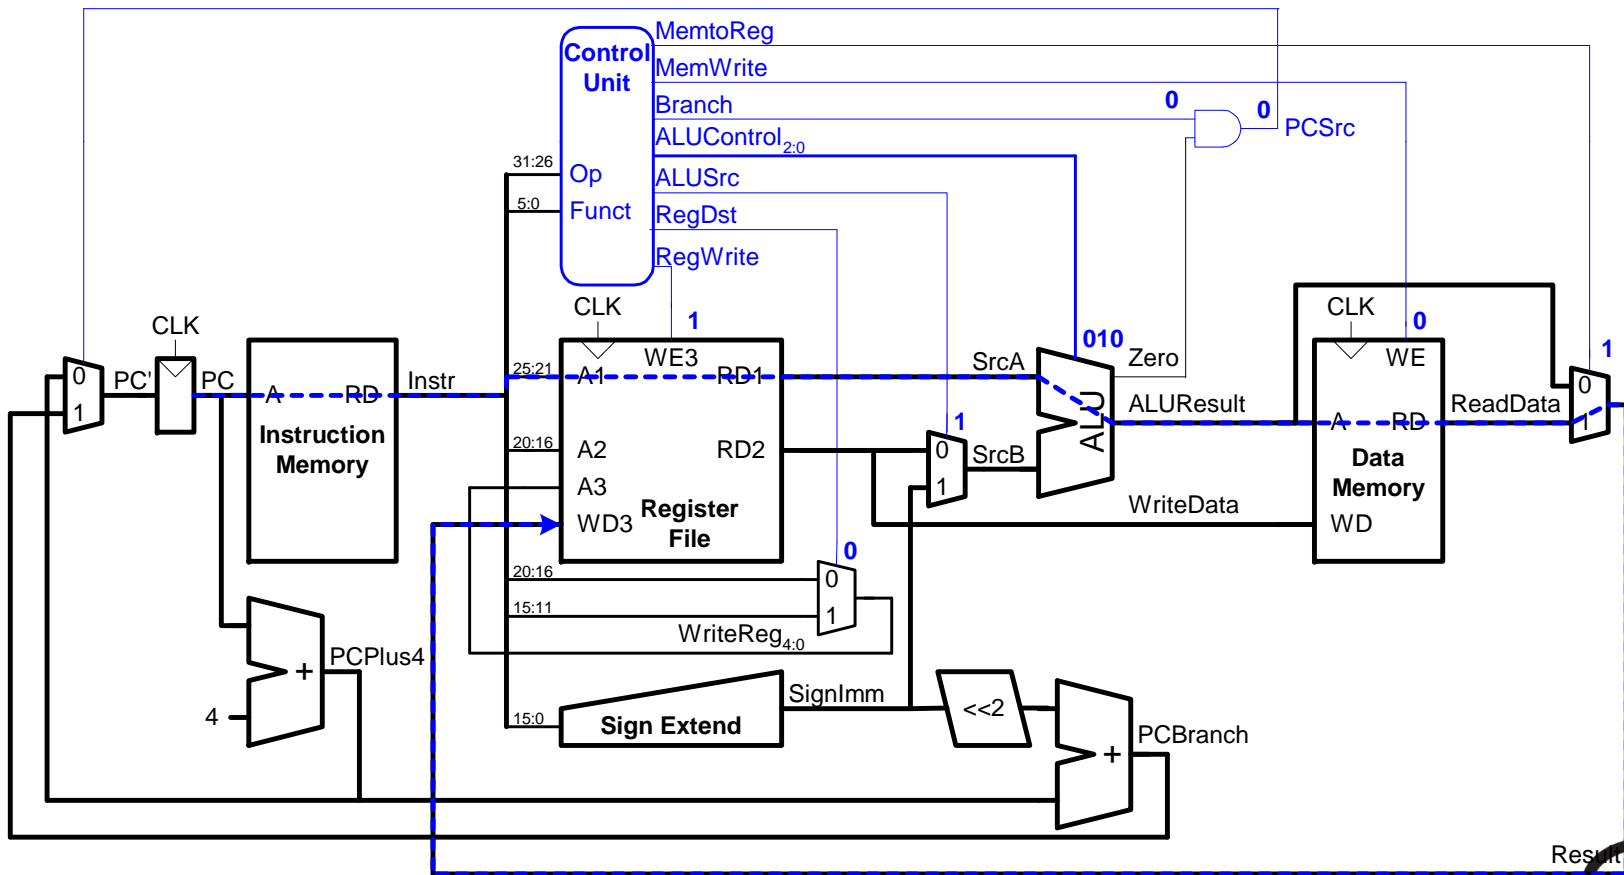 MemtoReg
Control
Unit
MemWrite
Branch
0
0
PCSrc
ALUControl2:0
31:26
Op
ALUSrc
5:0
Funct
RegDst
RegWrite
CLK
CLK
CLK
1
010
0
1
WE3
Zero
WE
0
PC'
PC
Instr
25:21
A1
RD1
SrcA
0
1
A
RD
ALU
ALUResult
A
RD
ReadData
1
Instruction
Memory
1
20:16
A2
RD2
0
SrcB
Data
Memory
A3
1
WD3
Register
File
WriteData
WD
0
20:16
0
15:11
1
WriteReg4:0
PCPlus4
+
4
SignImm
15:0
Sign Extend
<<2
PCBranch
+
Result